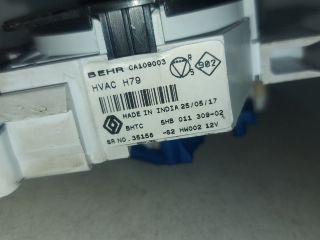 BEHR CA109003
HVAC H79
R
S
902
MADE IN INDIA 25/05/17
BHTC 5HB 011 309-02
SR NO. 35156 -52 HW002 12V